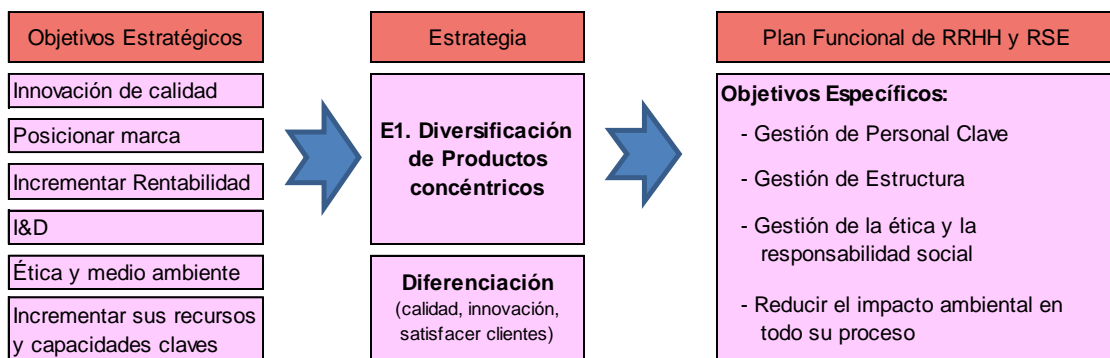 Objetivos Estratégicos
Innovación de calidad
Posicionar marca
Incrementar Rentabilidad
I&D
Ética y medio ambiente
Incrementar sus recursos
y capacidades claves
Estrategia
E1. Diversificación
de Productos
concéntricos
Diferenciación
(calidad, innovación,
satisfacer clientes)
Plan Funcional de RRHH y RSE
Objetivos Específicos:
- Gestión de Personal Clave
- Gestión de Estructura
- Gestión de la ética y la
responsabilidad social
- Reducir el impacto ambiental en
todo su proceso